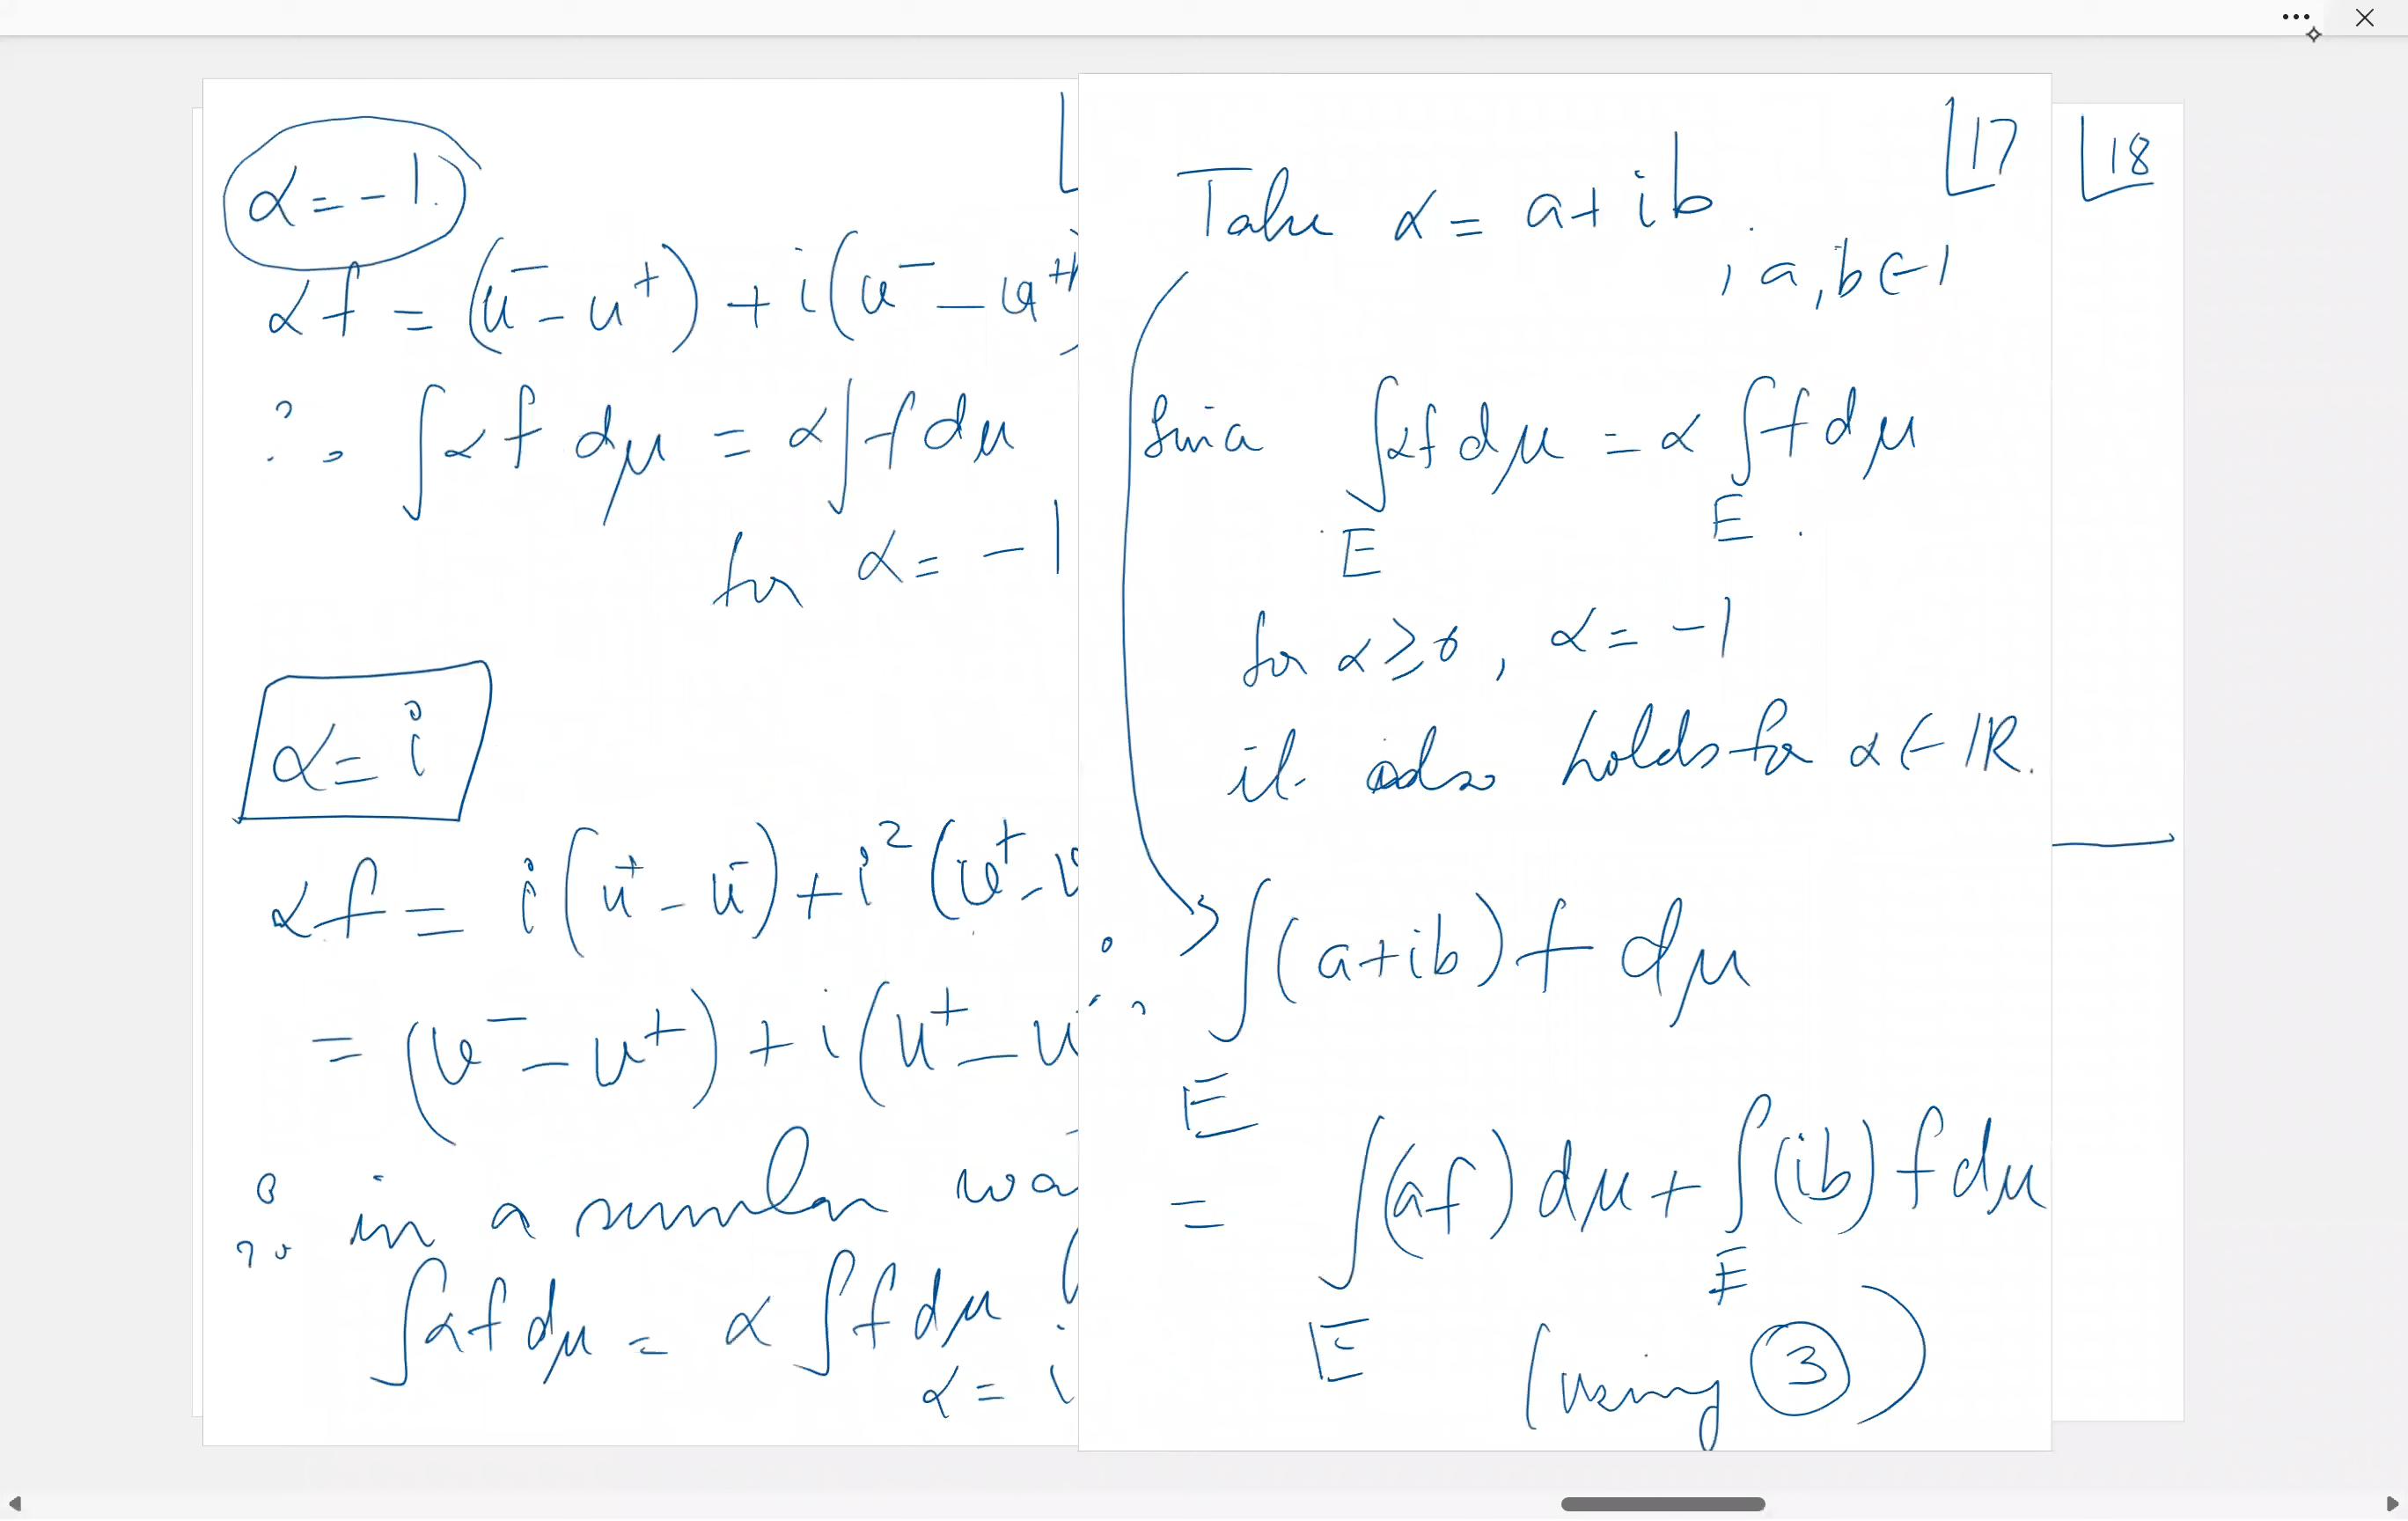 α = -1.
αf = (u⁻ - u⁺) + i(v⁻ - v⁺)
∴ ∫ αf dμ = α ∫ f dμ
for α = -1
α = i
αf = i(u⁺ - u⁻) + i² (v⁺ - v
= (v⁻ - u⁺) + i(u⁺ - u
∴ in a similar wa
∫ αf dμ = α ∫ f dμ
α =
⌊17
Take α = a + ib.
, a, b ∈
Since ∫_E αf dμ = α ∫_E f dμ.
for α ≥ 0, α = -1
it also holds for α ∈ ℝ.
∴ ∫_E (a+ib) f dμ
= ∫_E (af) dμ + ∫_E (ib) f dμ
(using ③)
⌊18